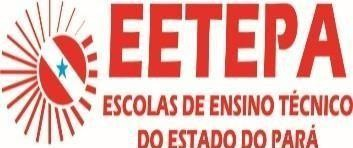 EETEPA
ESCOLAS DE ENSINO TÉCNICO
DO ESTADO DO PARÁ